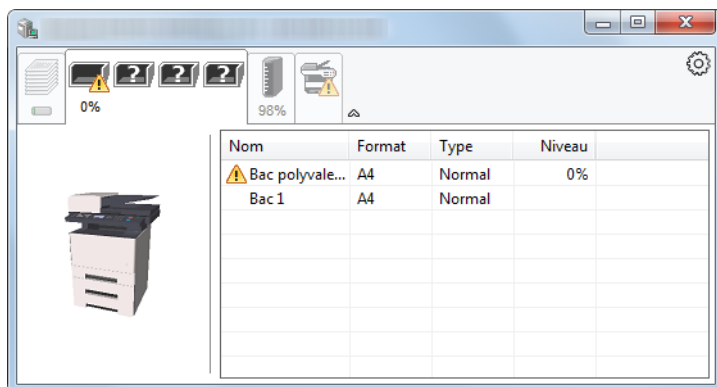 ? ? ?
0%
98%
Nom Format Type Niveau
Bac polyvale... A4 Normal 0%
Bac 1 A4 Normal